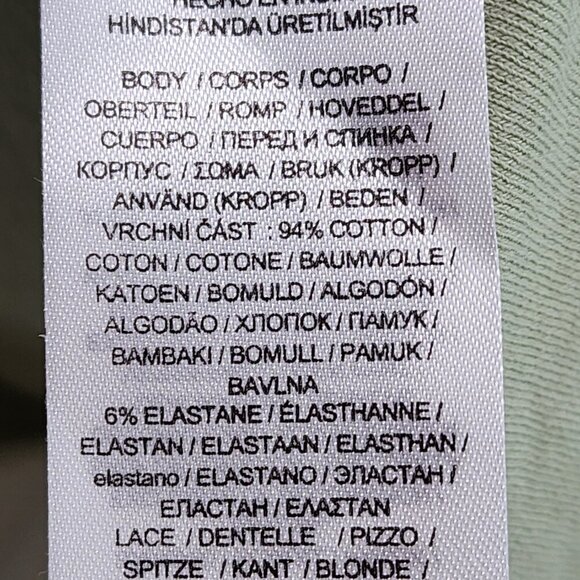 HİNDİSTAN'DA ÜRETİLMİŞTİR
BODY / CORPS / CORPO /
OBERTEIL / ROMP / HOVEDDEL /
CUERPO / ПЕРЕД И СПИНКА /
КОРПУС / ΣΩΜΑ / BRUK (KROPP) /
ANVÄND (KROPP) / BEDEN /
VRCHNÍ ČÁST : 94% COTTON /
COTON / COTONE / BAUMWOLLE /
KATOEN / BOMULD / ALGODÓN /
ALGODÃO / ХЛОПОК / ПАМУК /
BAMBAKI / BOMULL / PAMUK /
BAVLNA
6% ELASTANE / ÉLASTHANNE /
ELASTAN / ELASTAAN / ELASTHAN /
elastano / ELASTANO / ЭЛАСТАН /
ЕЛАСТАН / ΕΛΑΣΤΑΝ
LACE / DENTELLE / PIZZO /
SPITZE / KANT / BLONDE /